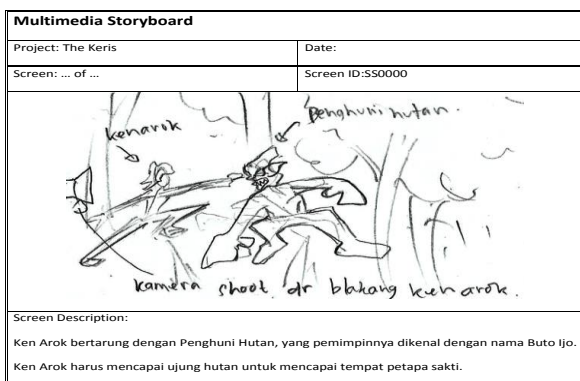 Multimedia Storyboard
Project: The Keris
Date:
Screen: ... of ...
Screen ID:SS0000
penghuni hutan.
kenarok
kamera shoot dr blakang ken arok.
Screen Description:
Ken Arok bertarung dengan Penghuni Hutan, yang pemimpinnya dikenal dengan nama Buto Ijo.
Ken Arok harus mencapai ujung hutan untuk mencapai tempat petapa sakti.